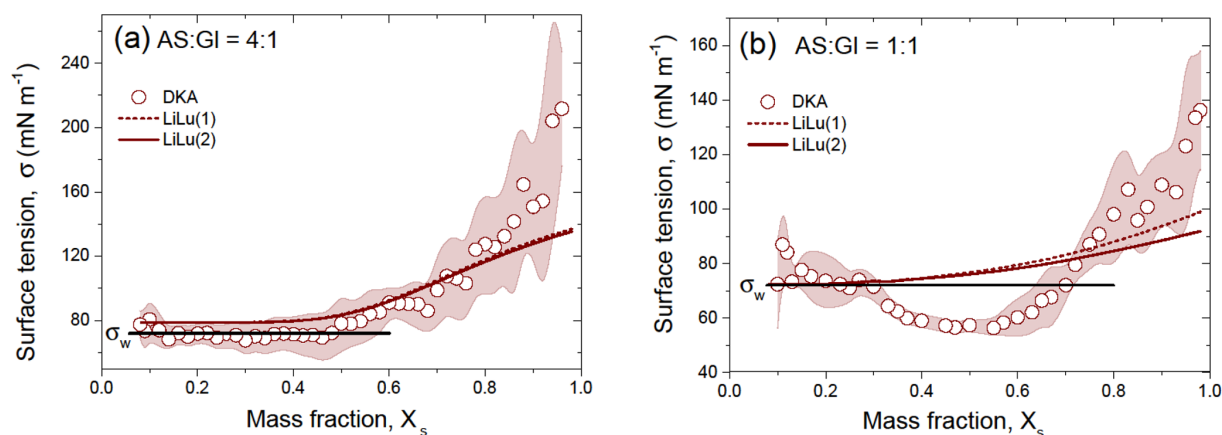 (a) AS:Gl = 4:1
DKA
LiLu(1)
LiLu(2)
σw
Surface tension, σ (mN m-1)
240
200
160
120
80
0.0 0.2 0.4 0.6 0.8 1.0
Mass fraction, Xs
(b) AS:Gl = 1:1
DKA
LiLu(1)
LiLu(2)
σw
Surface tension, σ (mN m-1)
160
140
120
100
80
60
40
0.0 0.2 0.4 0.6 0.8 1.0
Mass fraction, Xs